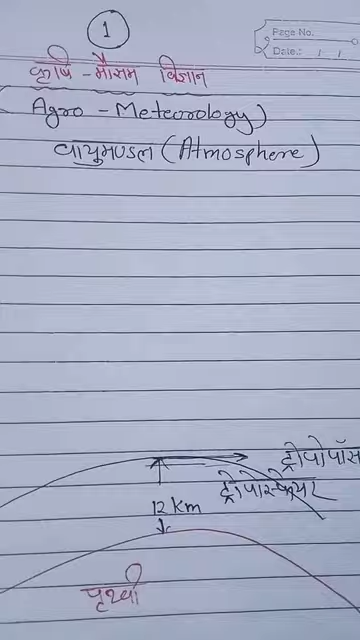 1
Page No.
Date: / /
कृषि - मौसम विज्ञान
(Agro - Meteorology)
वायुमण्डल (Atmosphere)
ट्रोपोपॉस
ट्रोपोस्फेयर
12 Km
पृथ्वी